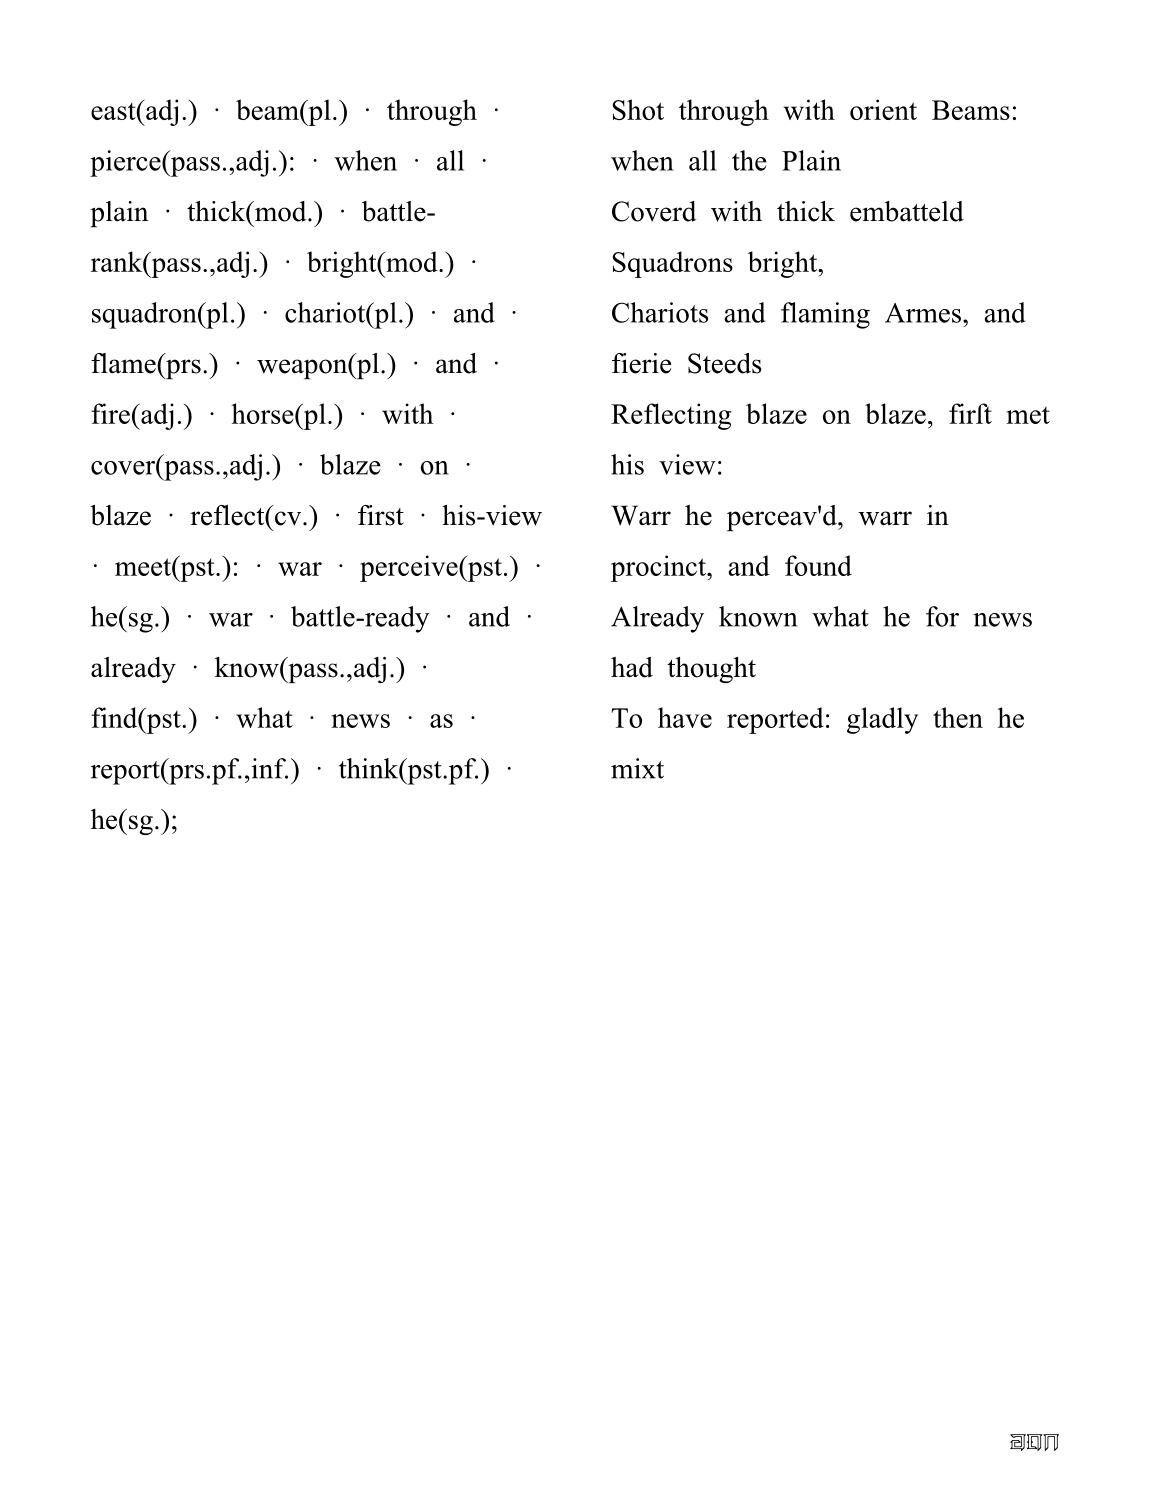 east(adj.) · beam(pl.) · through ·
pierce(pass.,adj.): · when · all ·
plain · thick(mod.) · battle-
rank(pass.,adj.) · bright(mod.) ·
squadron(pl.) · chariot(pl.) · and ·
flame(prs.) · weapon(pl.) · and ·
fire(adj.) · horse(pl.) · with ·
cover(pass.,adj.) · blaze · on ·
blaze · reflect(cv.) · first · his-view
· meet(pst.): · war · perceive(pst.) ·
he(sg.) · war · battle-ready · and ·
already · know(pass.,adj.) ·
find(pst.) · what · news · as ·
report(prs.pf.,inf.) · think(pst.pf.) ·
he(sg.);
Shot through with orient Beams:
when all the Plain
Coverd with thick embatteld
Squadrons bright,
Chariots and flaming Armes, and
fierie Steeds
Reflecting blaze on blaze, firſt met
his view:
Warr he perceav'd, warr in
procinct, and found
Already known what he for news
had thought
To have reported: gladly then he
mixt